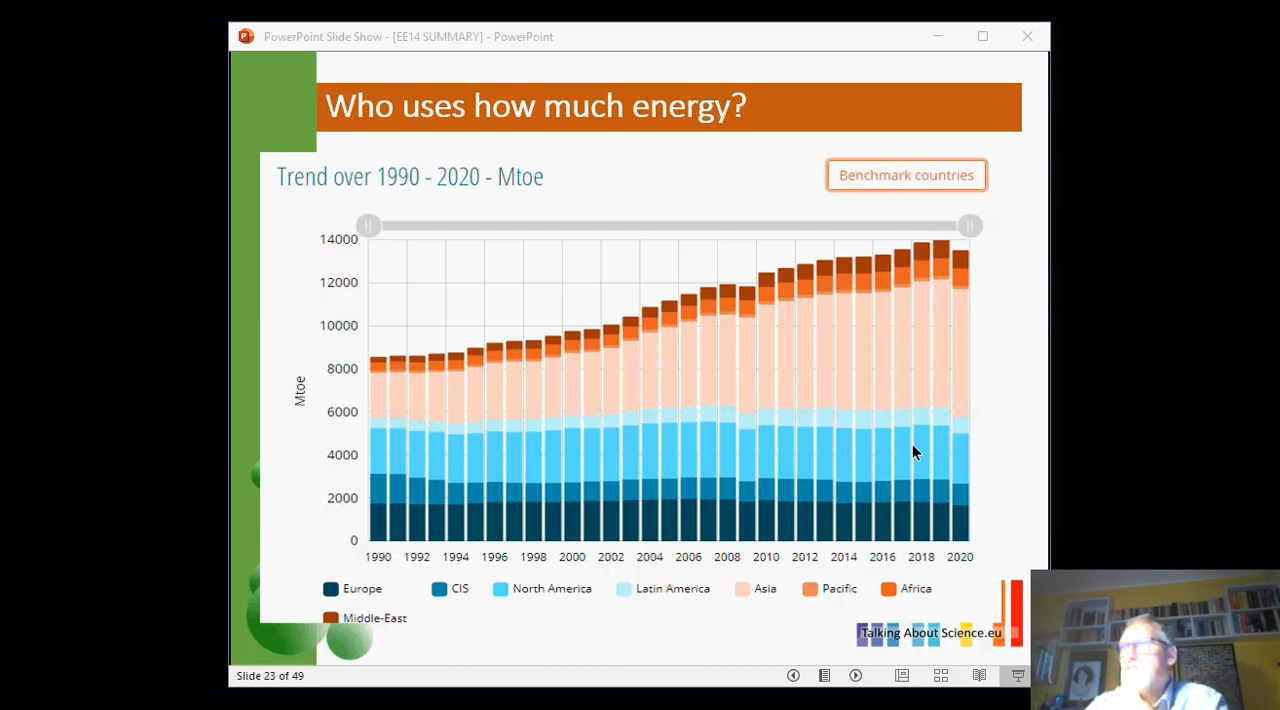 PowerPoint Slide Show - [EE14 SUMMARY] - PowerPoint
Who uses how much energy?
Trend over 1990 - 2020 - Mtoe
Benchmark countries
14000
12000
10000
8000
6000
4000
2000
0
Mtoe
1990 1992 1994 1996 1998 2000 2002 2004 2006 2008 2010 2012 2014 2016 2018 2020
Europe CIS North America Latin America Asia Pacific Africa
Middle-East
Talking About Science.eu
Slide 23 of 49